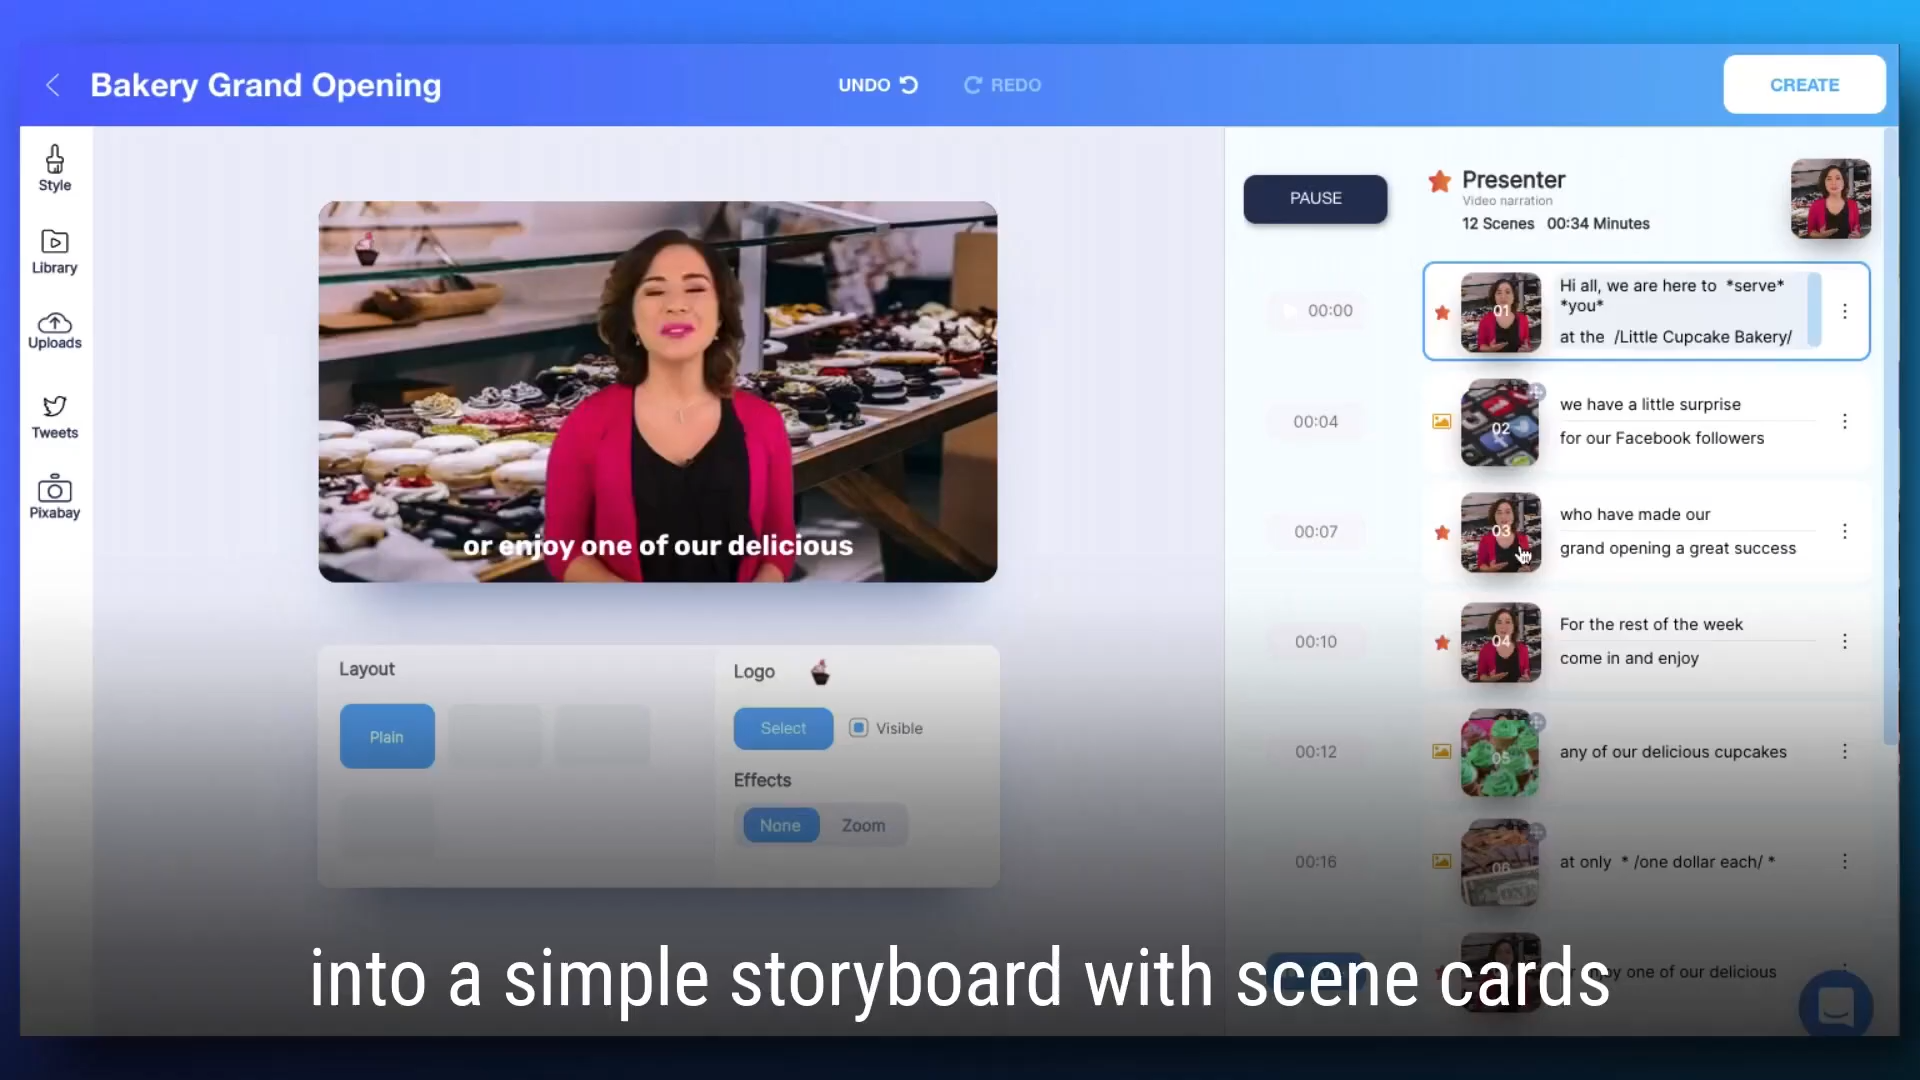 Bakery Grand Opening
UNDO
REDO
CREATE
Style
Library
Uploads
Tweets
Pixabay
or enjoy one of our delicious
Layout
Plain
Logo
Select
Visible
Effects
None
Zoom
PAUSE
Presenter
Video narration
12 Scenes 00:34 Minutes
00:00
01
Hi all, we are here to *serve*
*you*
at the /Little Cupcake Bakery/
00:04
02
we have a little surprise
for our Facebook followers
00:07
03
who have made our
grand opening a great success
00:10
04
For the rest of the week
come in and enjoy
00:12
05
any of our delicious cupcakes
00:16
06
at only * /one dollar each/ *
ONE
or enjoy one of our delicious
into a simple storyboard with scene cards